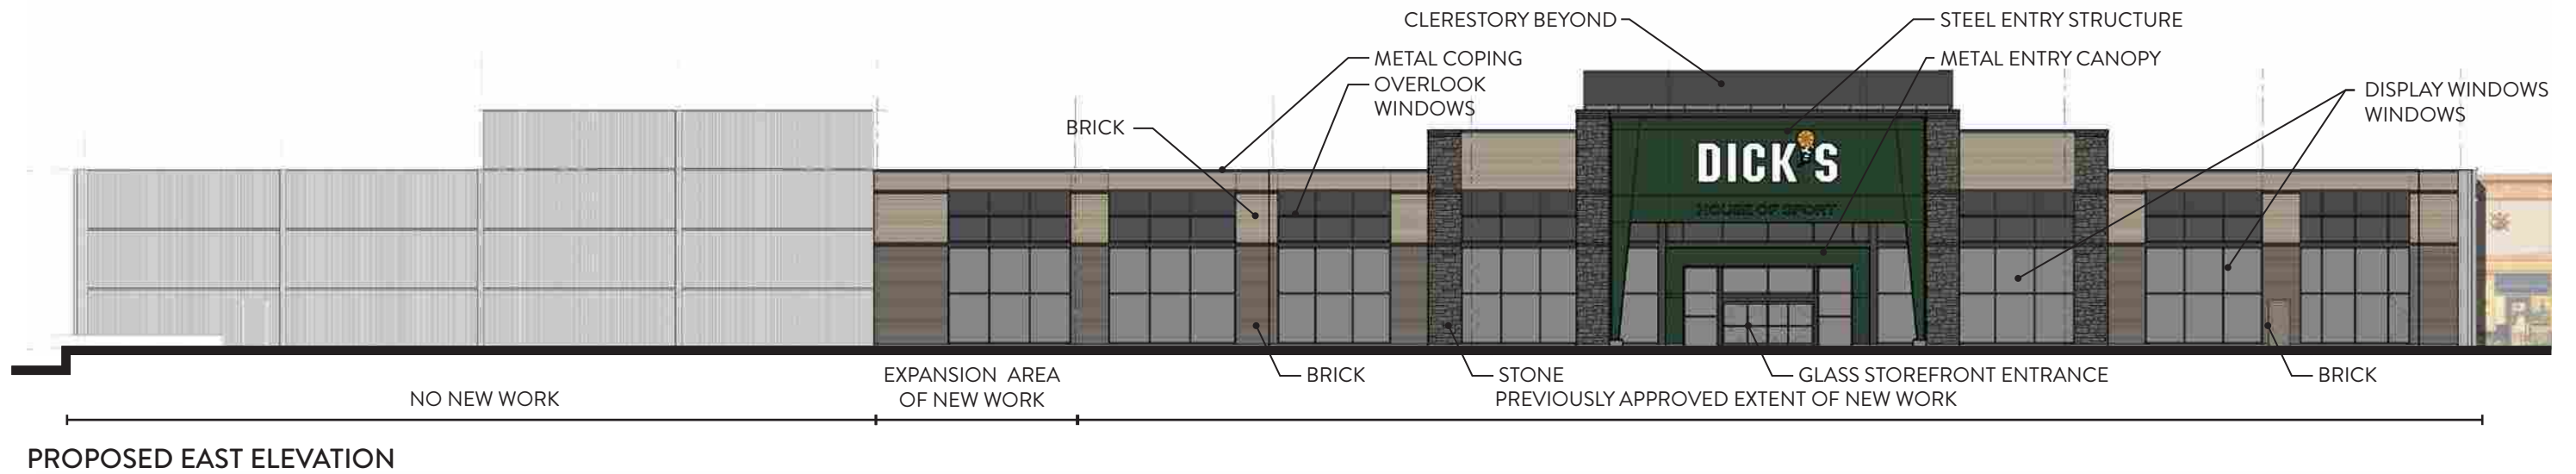 CLERESTORY BEYOND
STEEL ENTRY STRUCTURE
METAL COPING
METAL ENTRY CANOPY
OVERLOOK
WINDOWS
DISPLAY WINDOWS
WINDOWS
BRICK
DICK'S
HOUSE OF SPORT
EXPANSION AREA
OF NEW WORK
BRICK
STONE
GLASS STOREFRONT ENTRANCE
BRICK
NO NEW WORK
PREVIOUSLY APPROVED EXTENT OF NEW WORK
PROPOSED EAST ELEVATION